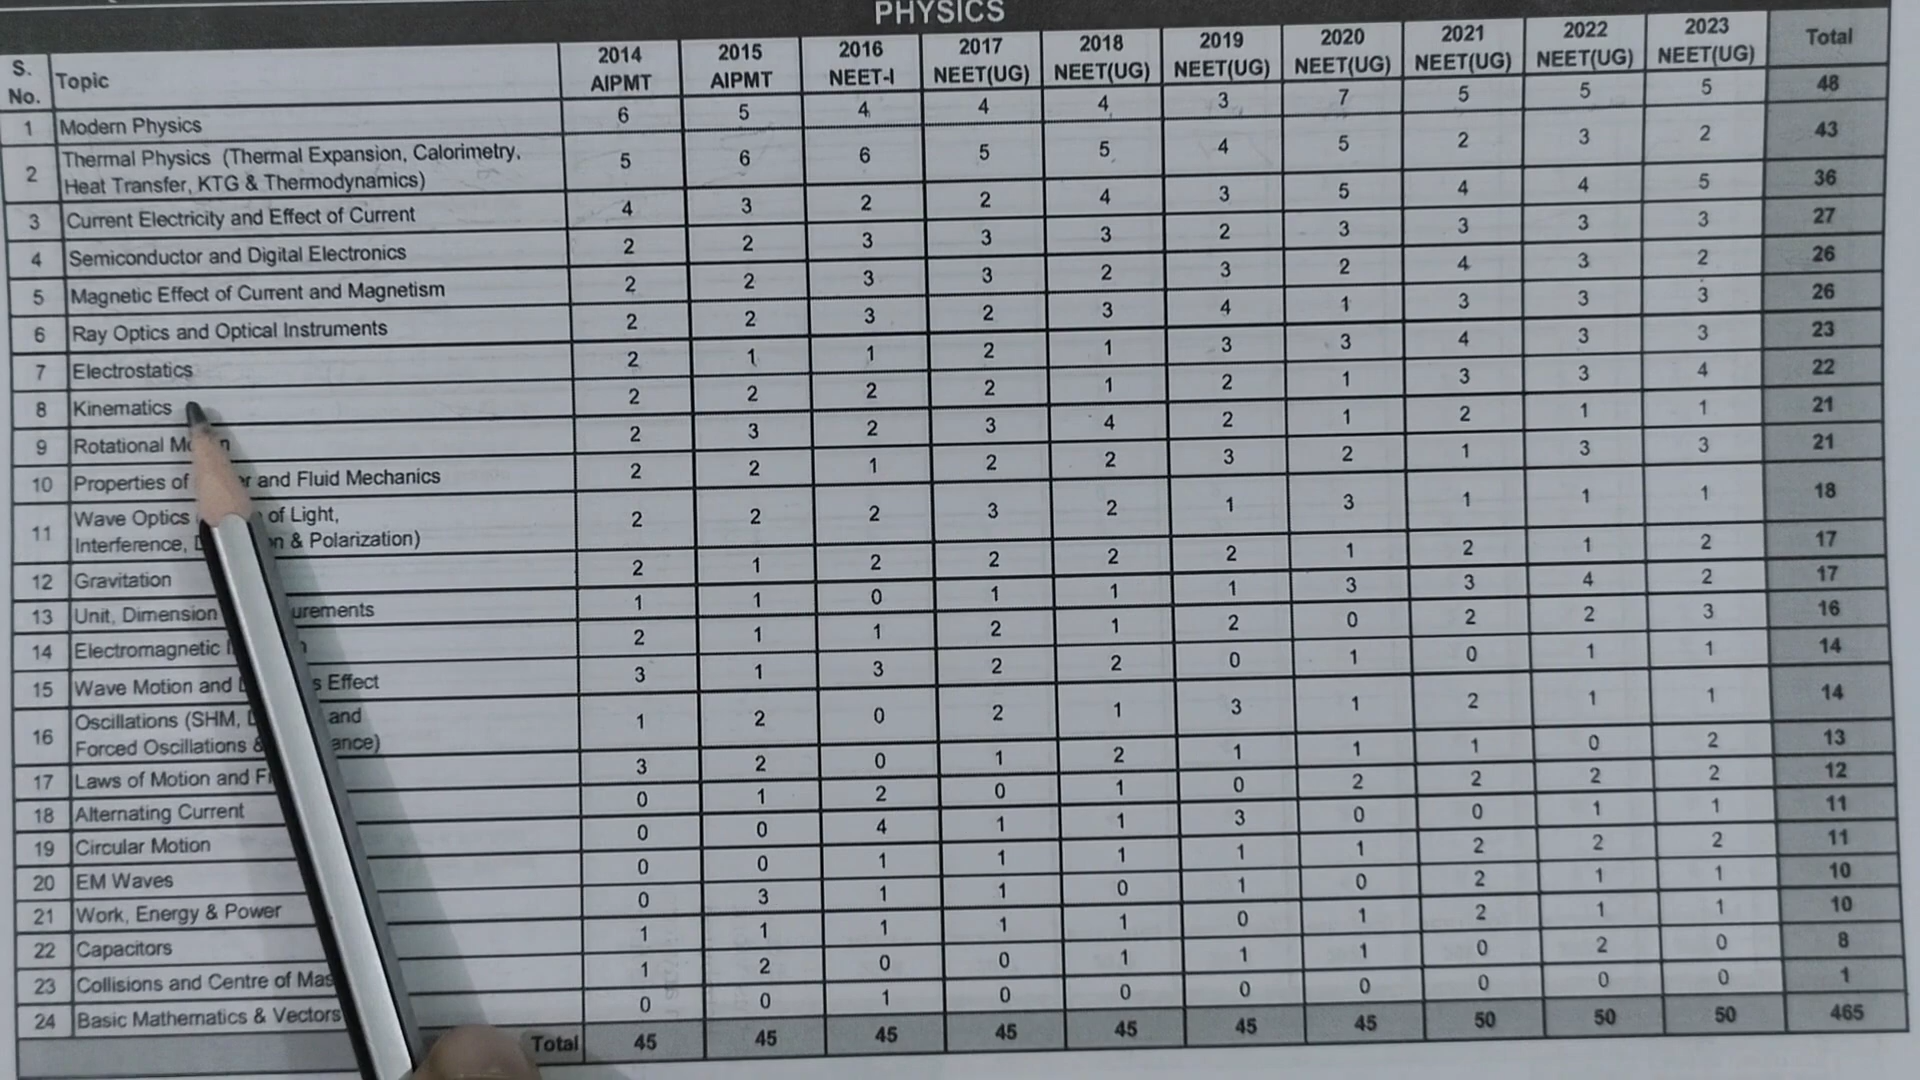 PHYSICS
S. No. Topic 2014 AIPMT 2015 AIPMT 2016 NEET-I 2017 NEET(UG) 2018 NEET(UG) 2019 NEET(UG) 2020 NEET(UG) 2021 NEET(UG) 2022 NEET(UG) 2023 NEET(UG) Total
1 Modern Physics 6 5 4 4 4 3 7 5 5 5 48
2 Thermal Physics (Thermal Expansion, Calorimetry,
Heat Transfer, KTG & Thermodynamics) 5 6 6 5 5 4 5 2 3 2 43
3 Current Electricity and Effect of Current 4 3 2 2 4 3 5 4 4 5 36
4 Semiconductor and Digital Electronics 2 2 3 3 3 2 3 3 3 3 27
5 Magnetic Effect of Current and Magnetism 2 2 3 3 2 3 2 4 3 2 26
6 Ray Optics and Optical Instruments 2 2 3 2 3 4 1 3 3 3 26
7 Electrostatics 2 1 1 2 1 3 3 4 3 3 23
8 Kinematics 2 2 2 2 1 2 1 3 3 4 22
9 Rotational 2 3 2 3 4 2 1 2 1 1 21
10 Properties of and Fluid Mechanics 2 2 1 2 2 3 2 1 3 3 21
11 Wave Optics of Light,
Interference, & Polarization) 2 2 2 3 2 1 3 1 1 1 18
12 Gravitation 2 1 2 2 2 2 1 2 1 2 17
13 Unit, Dimension 1 1 0 1 1 1 3 3 4 2 17
14 Electromagnetic 2 1 1 2 1 2 0 2 2 3 16
15 Wave Motion and Effect 3 1 3 2 2 0 1 0 1 1 14
16 Oscillations (SHM, and
Forced Oscillations & 1 2 0 2 1 3 1 2 1 1 14
17 Laws of Motion and 3 2 0 1 2 1 1 1 0 2 13
18 Alternating Current 0 1 2 0 1 0 2 2 2 2 12
19 Circular Motion 0 0 4 1 1 3 0 0 1 1 11
20 EM Waves 0 0 1 1 1 1 1 2 2 2 11
21 Work, Energy & Power 0 3 1 1 0 1 0 2 1 1 10
22 Capacitors 1 1 1 1 1 0 1 2 1 1 10
23 Collisions and Centre of 1 2 0 0 1 1 1 0 2 0 8
24 Basic Mathematics & Vectors 0 0 1 0 0 0 0 0 0 0 1
Total 45 45 45 45 45 45 45 50 50 50 465